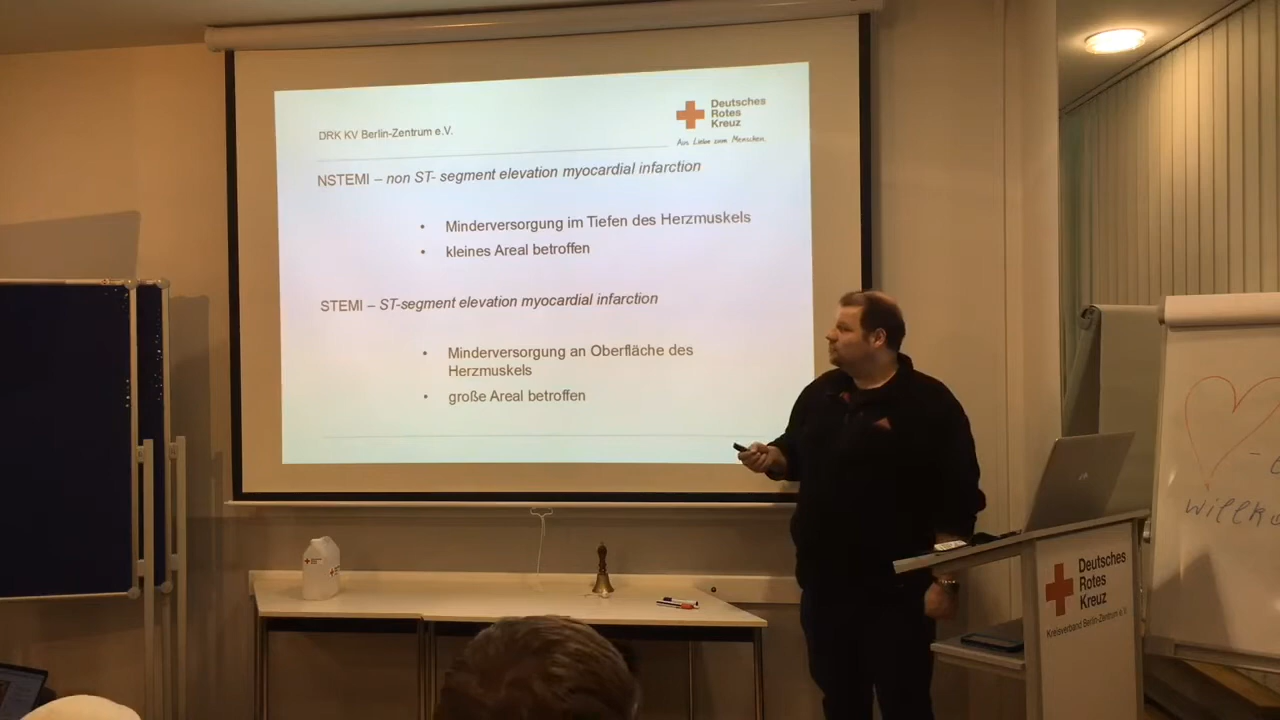 DRK KV Berlin-Zentrum e.V.
Deutsches
Rotes
Kreuz
Aus Liebe zum Menschen.
NSTEMI – non ST- segment elevation myocardial infarction
• Minderversorgung im Tiefen des Herzmuskels
• kleines Areal betroffen
STEMI – ST-segment elevation myocardial infarction
• Minderversorgung an Oberfläche des
Herzmuskels
• große Areal betroffen
Deutsches
Rotes
Kreuz
Kreisverband Berlin-Zentrum e.V.